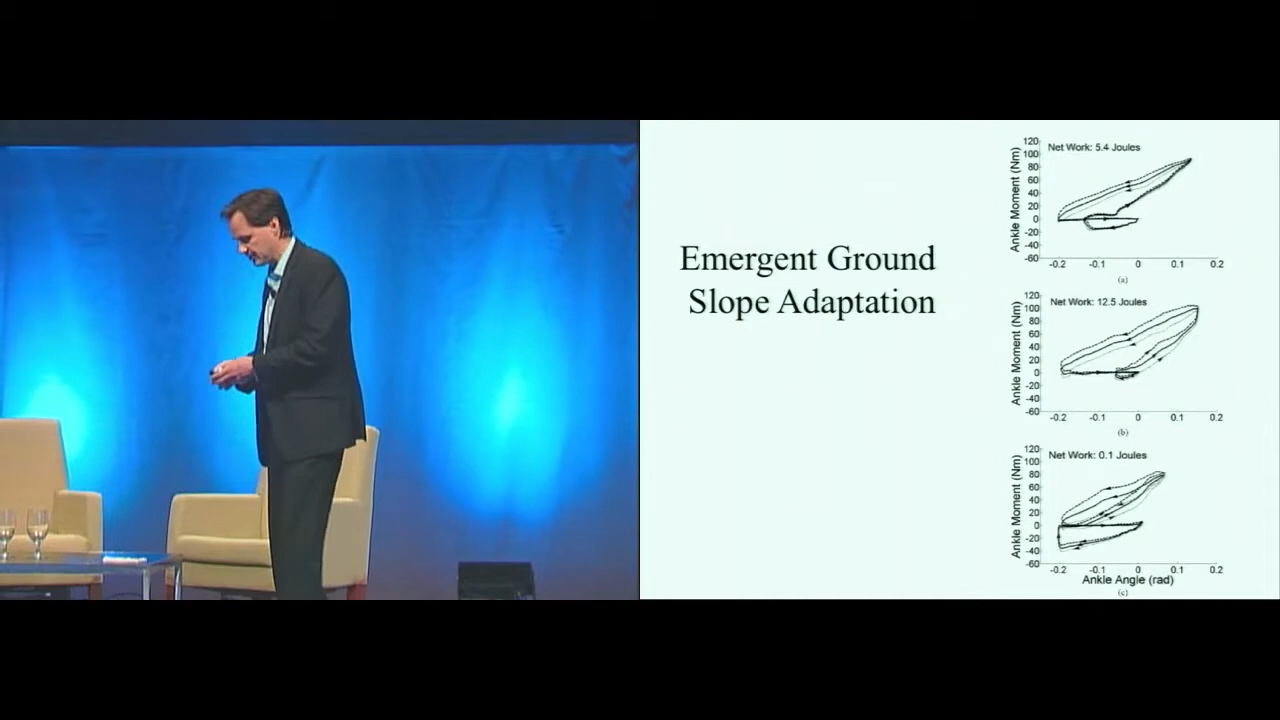 Emergent Ground
Slope Adaptation
Net Work: 5.4 Joules
Ankle Moment (Nm)
120
100
80
60
40
20
0
-20
-40
-60
-0.2 -0.1 0 0.1 0.2
(a)
Net Work: 12.5 Joules
Ankle Moment (Nm)
120
100
80
60
40
20
0
-20
-40
-60
-0.2 -0.1 0 0.1 0.2
(b)
Net Work: 0.1 Joules
Ankle Moment (Nm)
120
100
80
60
40
20
0
-20
-40
-60
-0.2 -0.1 0 0.1 0.2
Ankle Angle (rad)
(c)